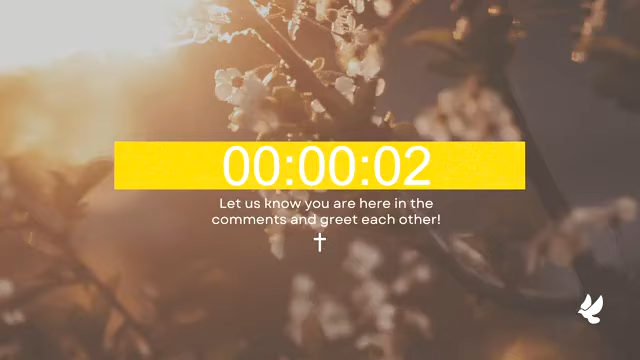 00:00:02
Let us know you are here in the
comments and greet each other!